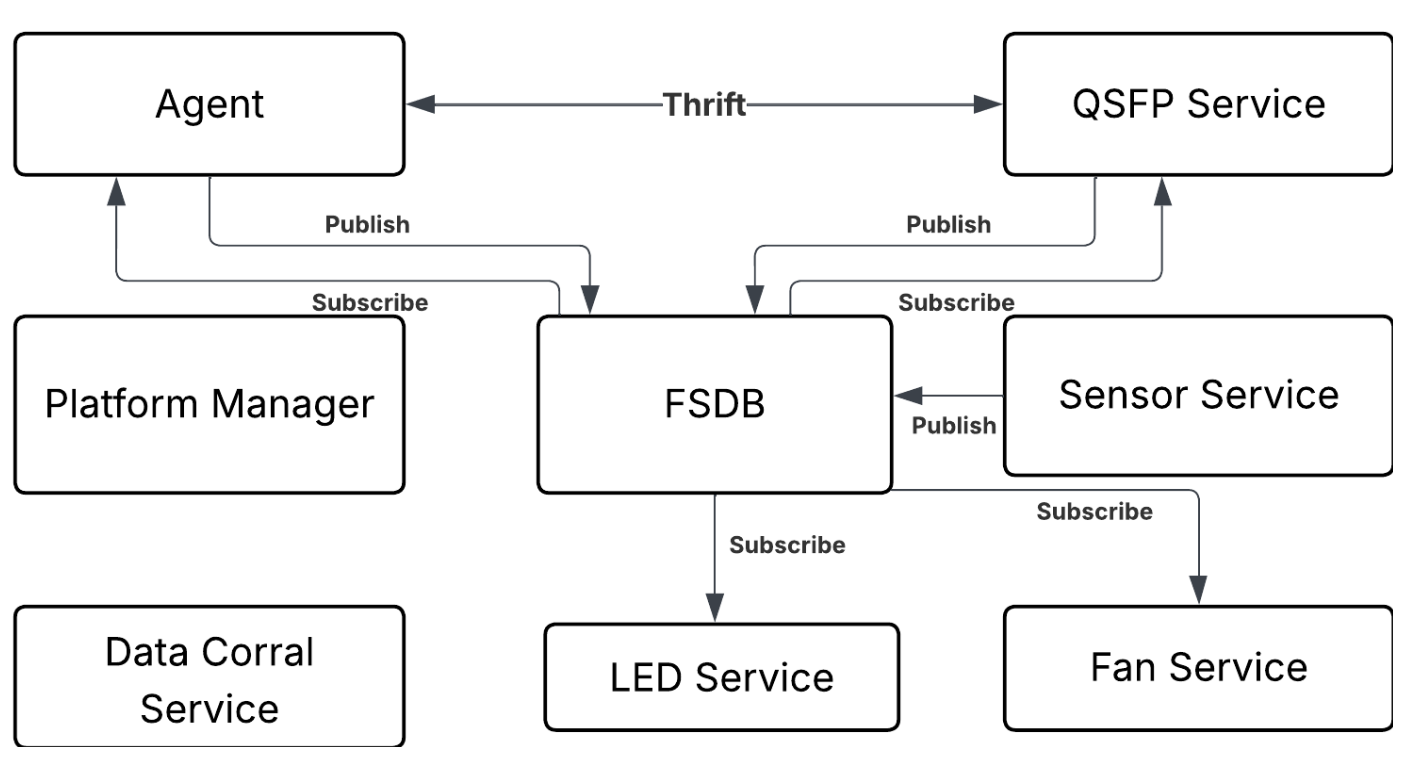 Agent
Thrift
QSFP Service
Publish
Publish
Subscribe
Subscribe
Platform Manager
FSDB
Sensor Service
Publish
Subscribe
Subscribe
Data Corral
Service
LED Service
Fan Service